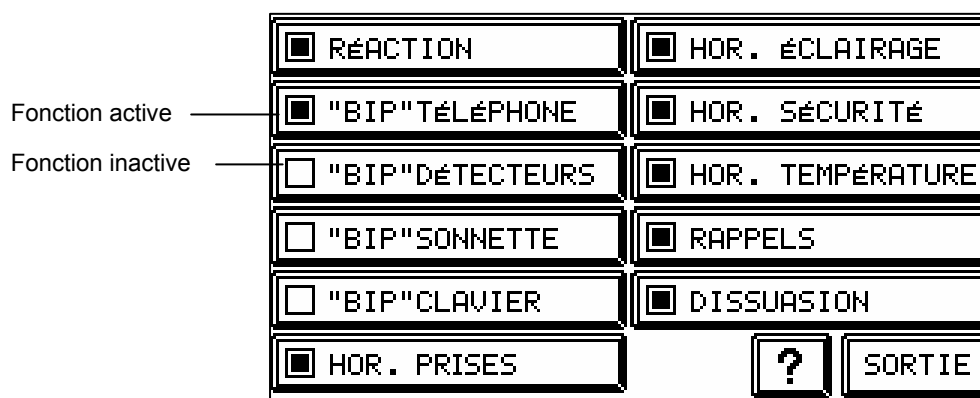 RéACTION
HOR. éCLAIRAGE
Fonction active
"BIP"TéLéPHONE
HOR. SéCURITé
Fonction inactive
"BIP"DéTECTEURS
HOR. TEMPéRATURE
"BIP"SONNETTE
RAPPELS
"BIP"CLAVIER
DISSUASION
HOR. PRISES
?
SORTIE